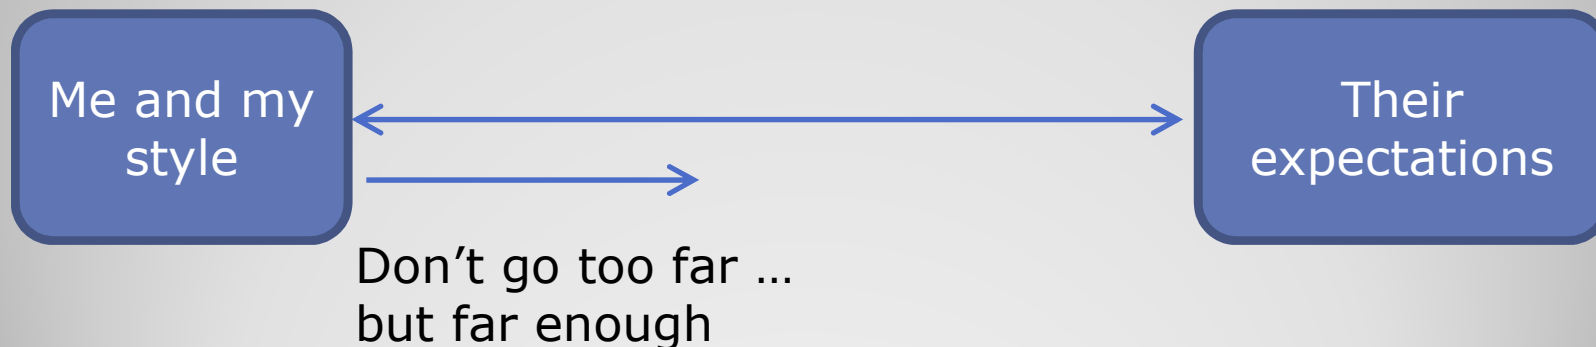 Me and my
style
Their
expectations
Don’t go too far …
but far enough